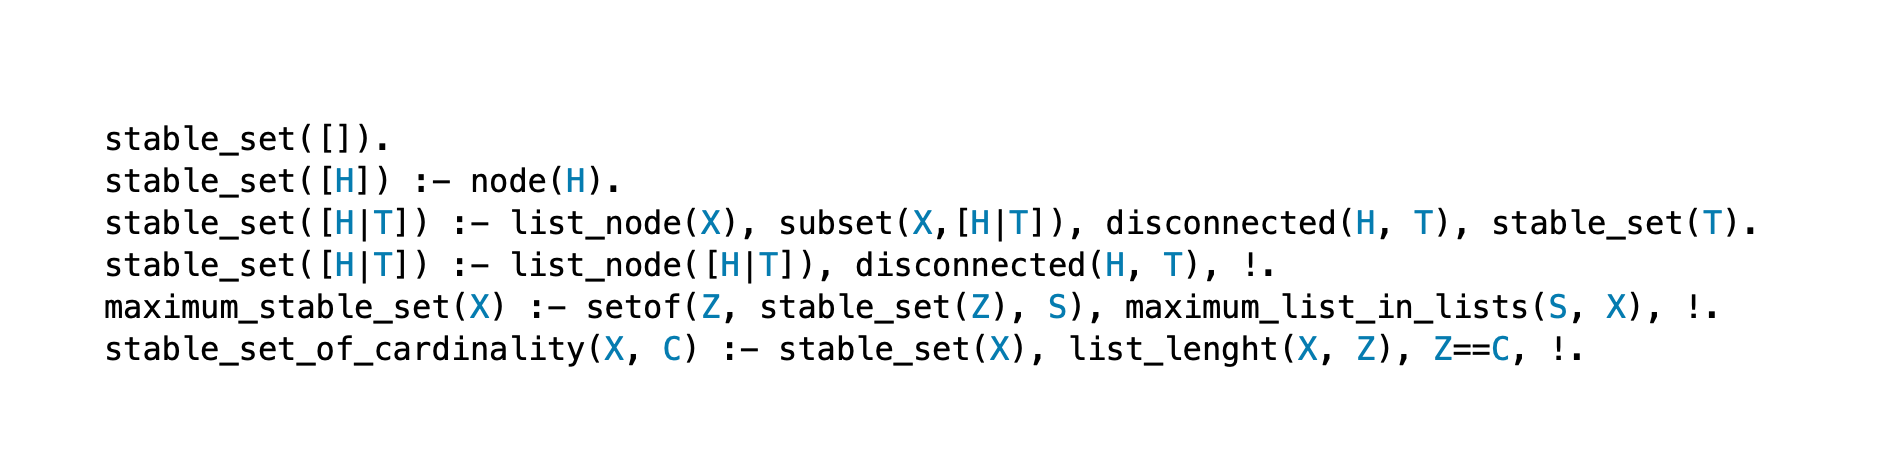 stable_set([]).
stable_set([H]) :- node(H).
stable_set([H|T]) :- list_node(X), subset(X,[H|T]), disconnected(H, T), stable_set(T).
stable_set([H|T]) :- list_node([H|T]), disconnected(H, T), !.
maximum_stable_set(X) :- setof(Z, stable_set(Z), S), maximum_list_in_lists(S, X), !.
stable_set_of_cardinality(X, C) :- stable_set(X), list_lenght(X, Z), Z==C, !.